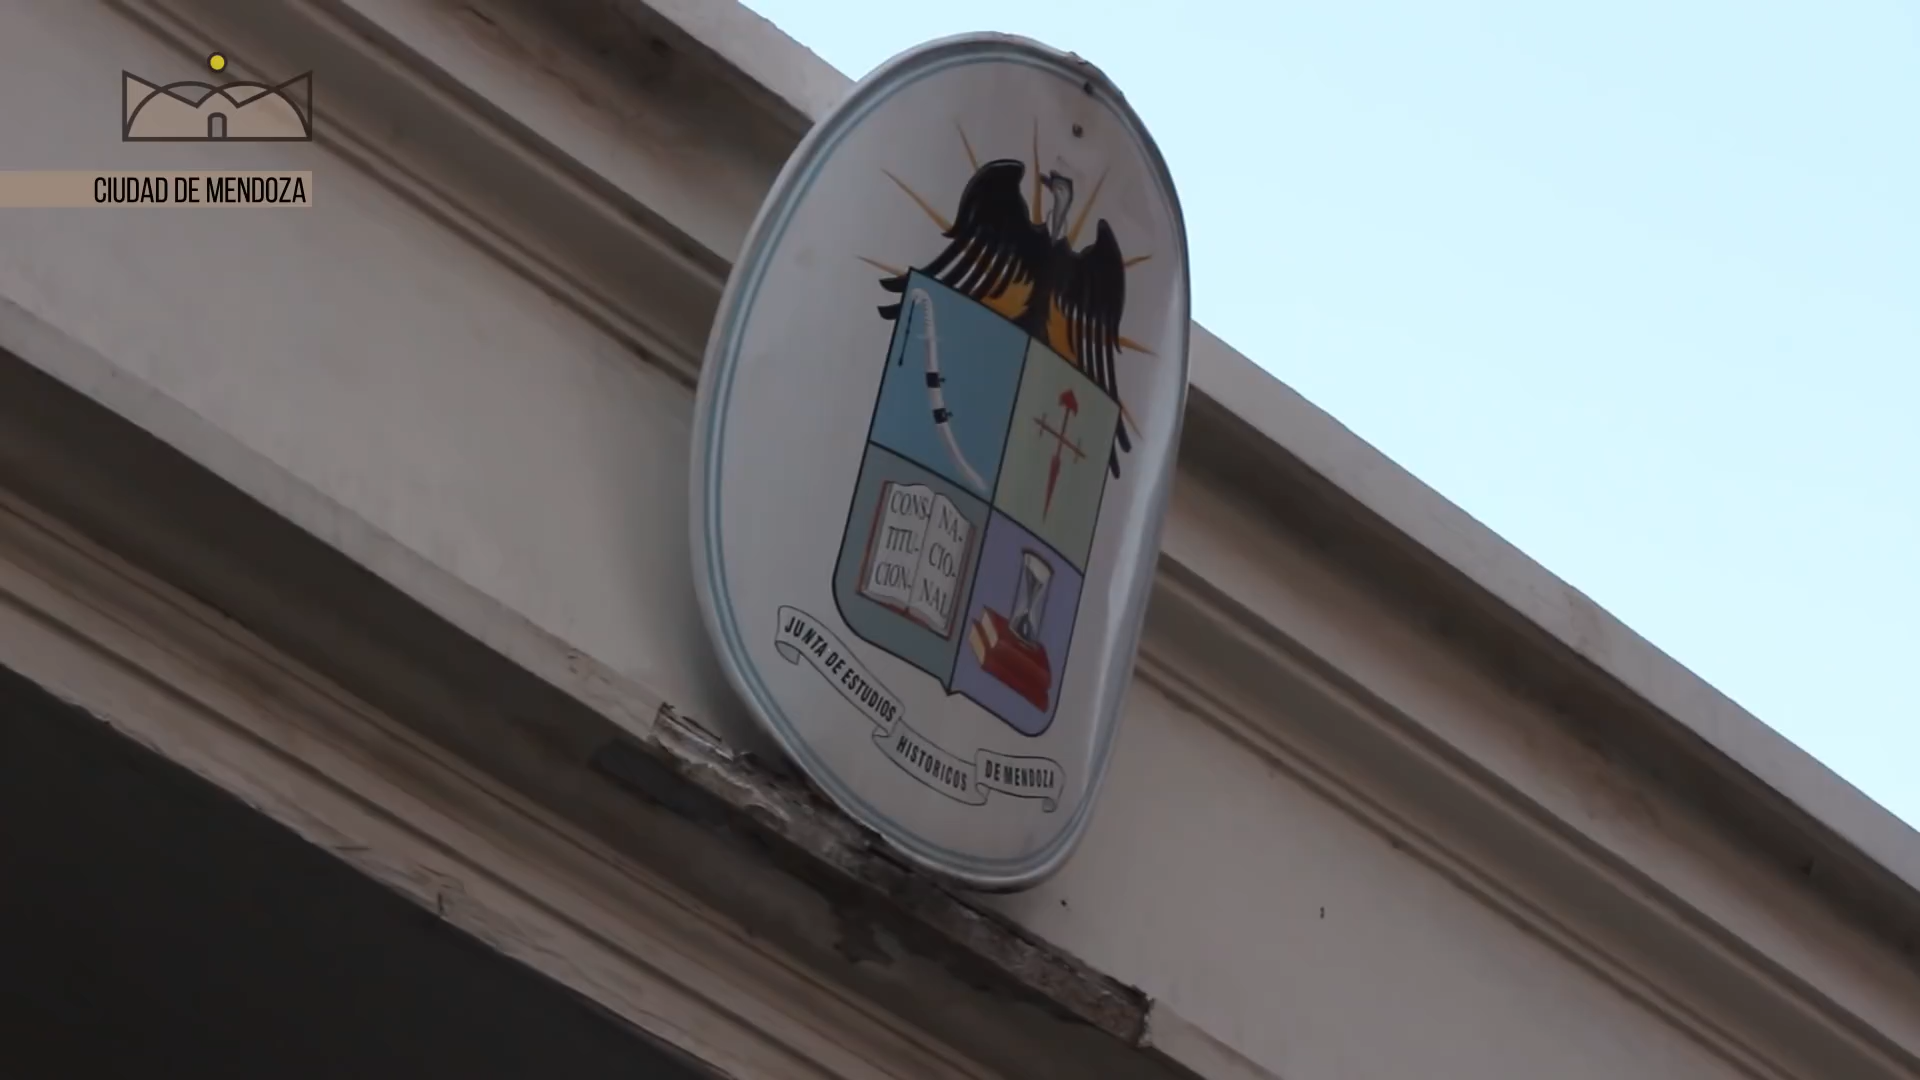 CIUDAD DE MENDOZA
CONS-
TITU-
CION-
NA-
CIO-
NAL
JUNTA DE ESTUDIOS
HISTORICOS
DE MENDOZA